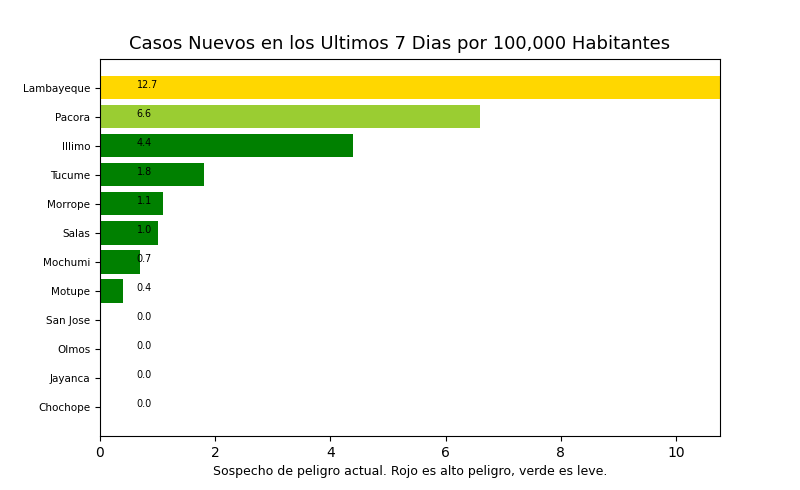 Casos Nuevos en los Ultimos 7 Dias por 100,000 Habitantes
Lambayeque 12.7
Pacora 6.6
Illimo 4.4
Tucume 1.8
Morrope 1.1
Salas 1.0
Mochumi 0.7
Motupe 0.4
San Jose 0.0
Olmos 0.0
Jayanca 0.0
Chochope 0.0
0 2 4 6 8 10
Sospecho de peligro actual. Rojo es alto peligro, verde es leve.